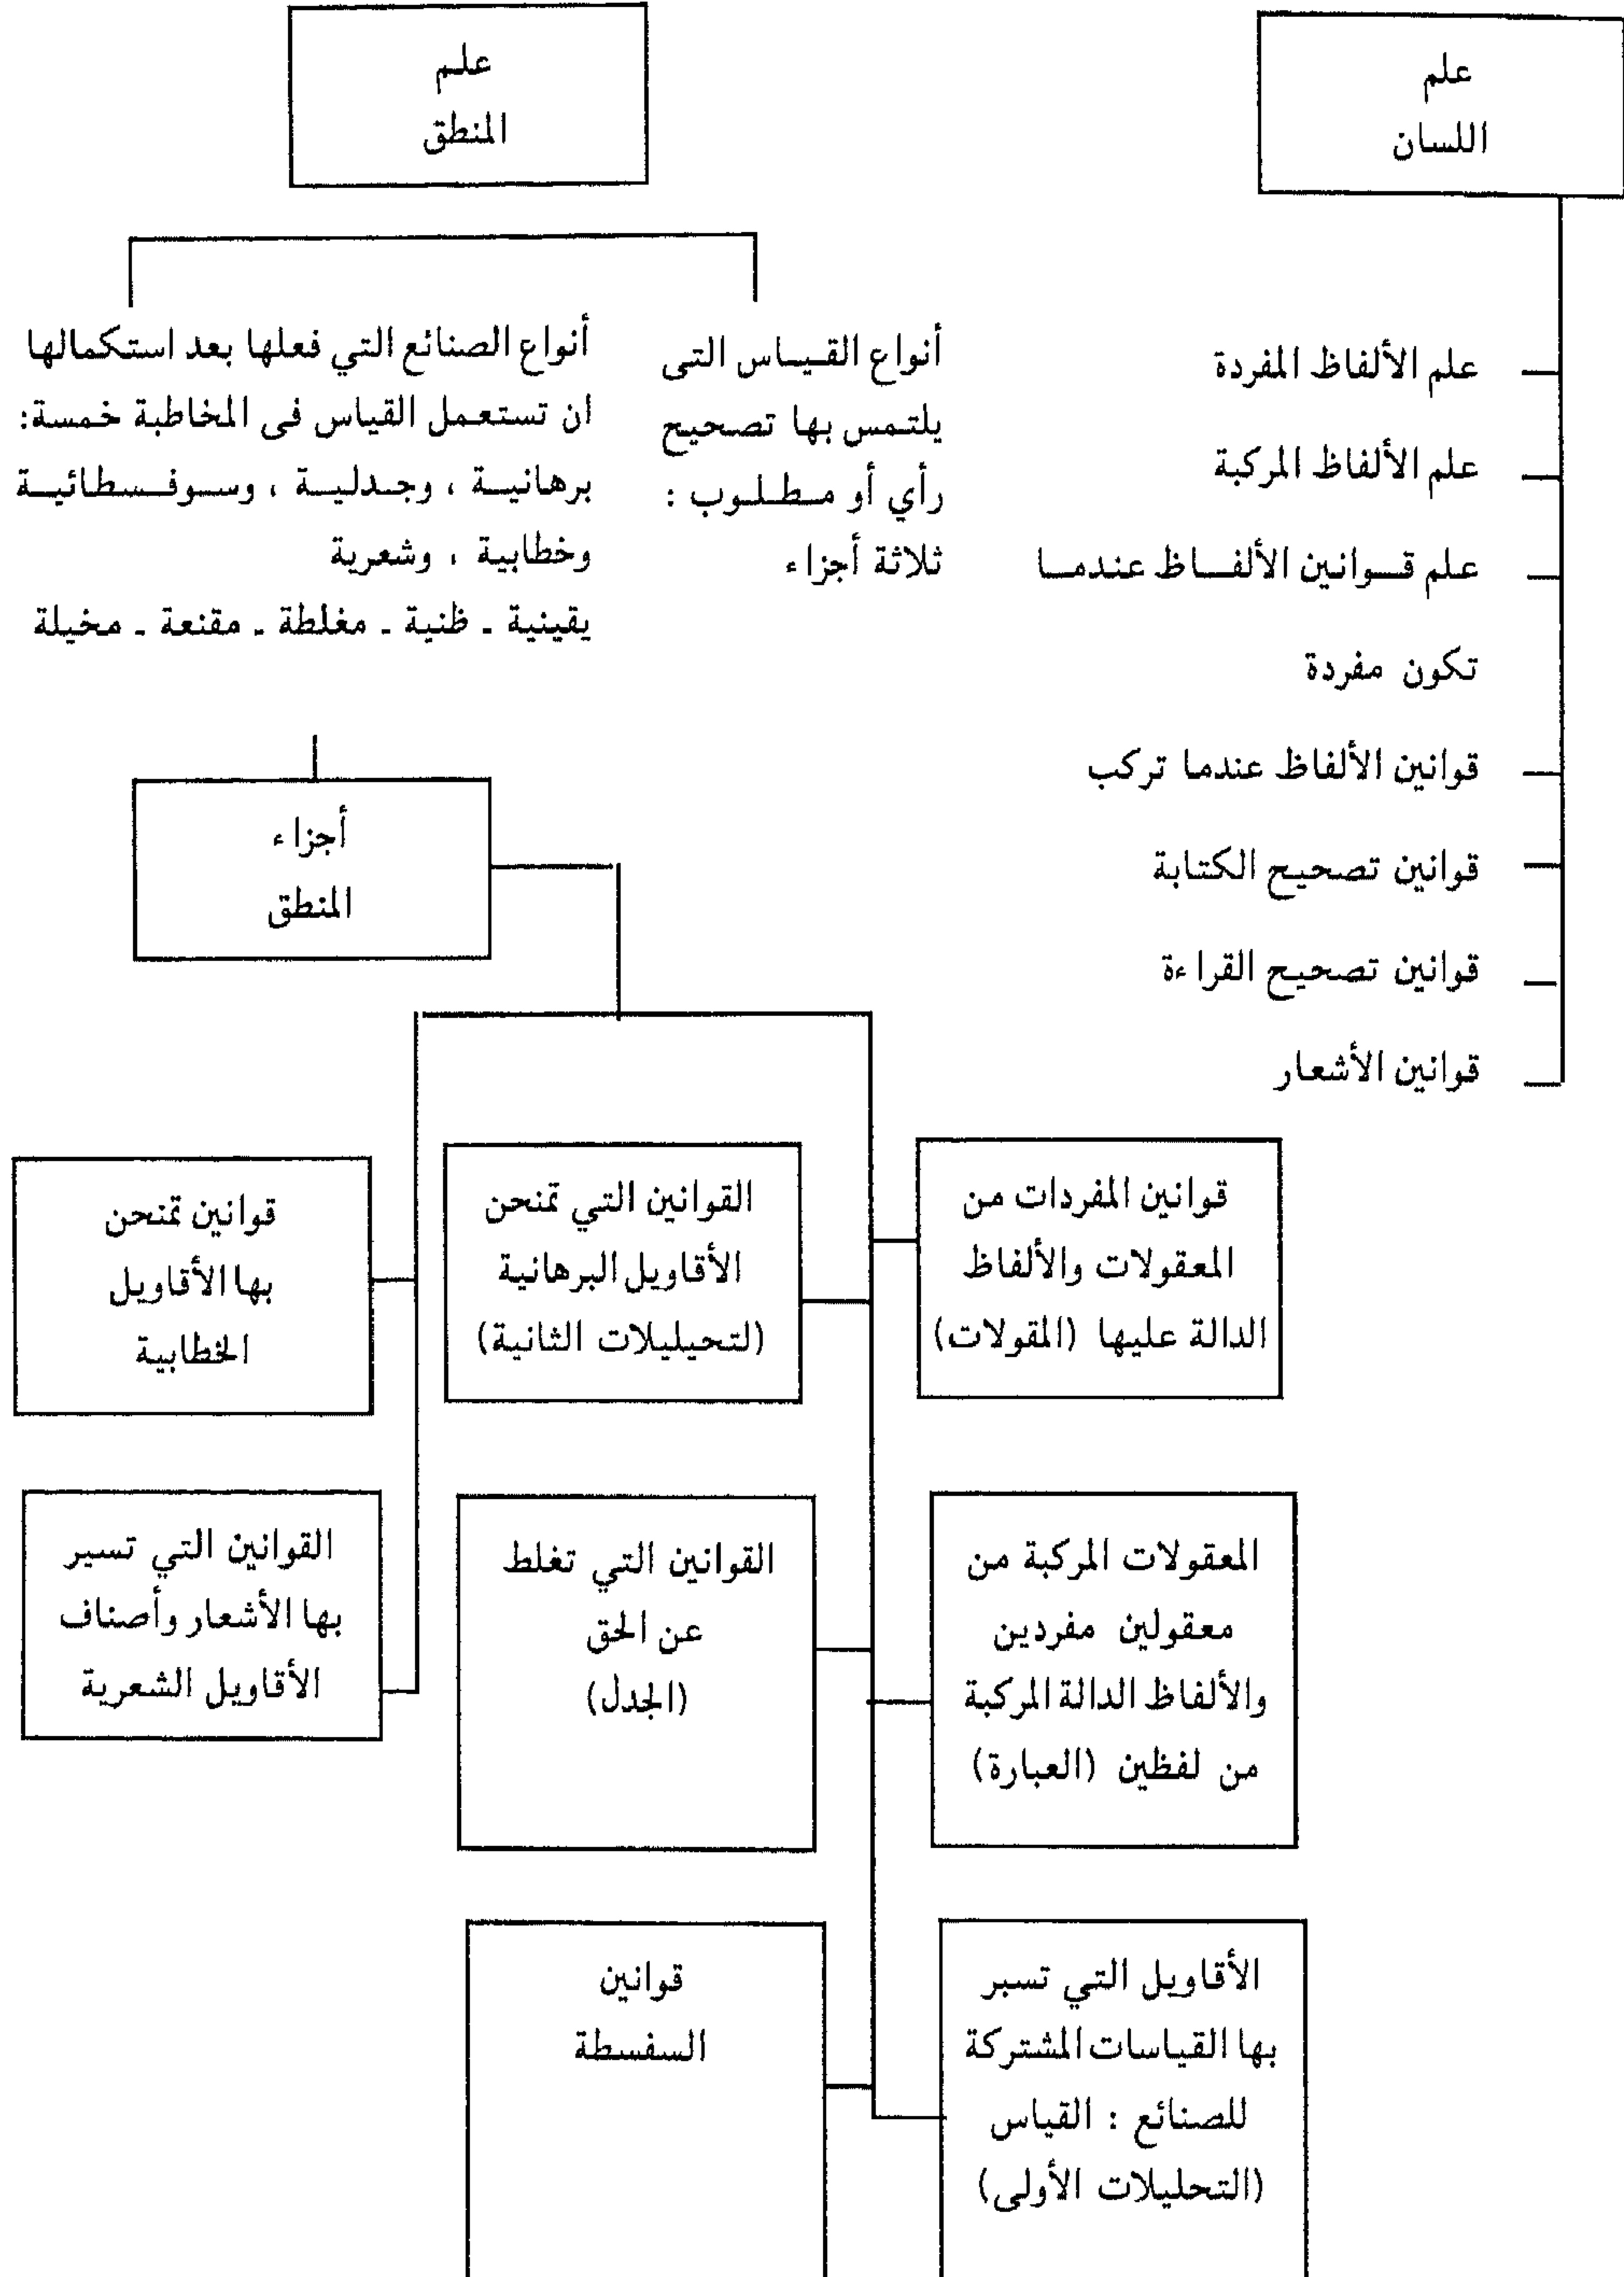 علم
اللسان
علم الألفاظ المفردة
علم الألفاظ المركبة
علم قوانين الألفاظ عندما
تكون مفردة
قوانين الألفاظ عندما تركب
قوانين تصحيح الكتابة
قوانين تصحيح القراءة
قوانين الأشعار
علم
المنطق
أنواع القياس التى
يلتمس بها تصحيح
رأي أو مطلوب :
ثلاثة أجزاء
أنواع الصنائع التي فعلها بعد استكمالها
ان تستعمل القياس فى المخاطبة خمسة:
برهانية ، وجدلية ، وسوفسطائية
وخطابية ، وشعرية
يقينية ـ ظنية ـ مغلطة ـ مقنعة ـ مخيلة
أجزاء
المنطق
قوانين المفردات من
المعقولات والألفاظ
الدالة عليها (المقولات)
المعقولات المركبة من
معقولين مفردين
والألفاظ الدالة المركبة
من لفظين (العبارة)
الأقاويل التي تسبر
بها القياسات المشتركة
للصنائع : القياس
(التحليلات الأولى)
القوانين التي تمنحن
الأقاويل البرهانية
(لتحيليلات الثانية)
القوانين التي تغلط
عن الحق
(الجدل)
قوانين
السفسطة
قوانين تمنحن
بها الأقاويل
الخطابية
القوانين التي تسير
بها الأشعار وأصناف
الأقاويل الشعرية